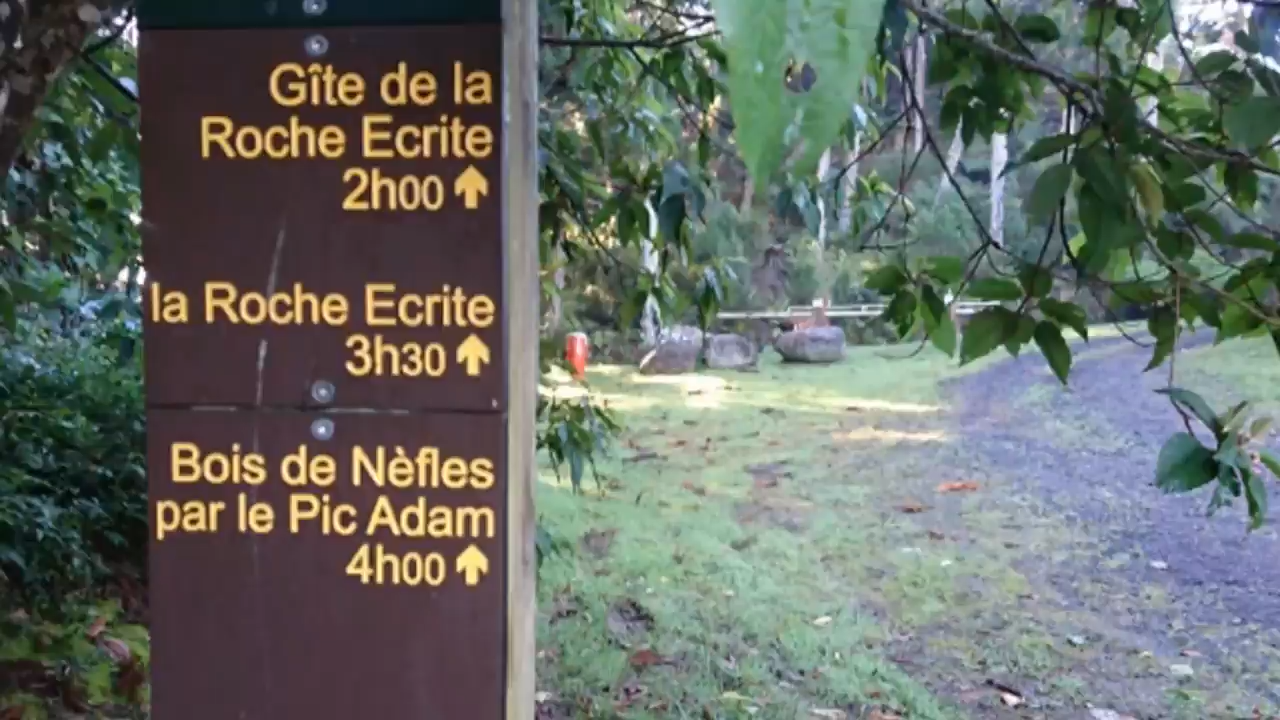 Gîte de la
Roche Ecrite
2h00 ↑
la Roche Ecrite
3h30 ↑
Bois de Nèfles
par le Pic Adam
4h00 ↑